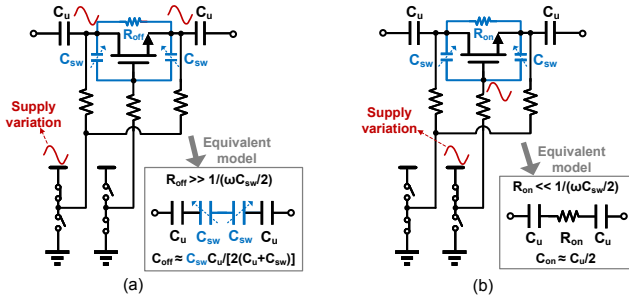 Cu
Cu
Roff
Csw
Csw
Supply
variation
Equivalent
model
Roff >> 1/(ωCsw/2)
Cu
Csw
Csw
Cu
Coff ≈ CswCu/[2(Cu+Csw)]
(a)
Cu
Cu
Ron
Csw
Csw
Supply
variation
Equivalent
model
Ron << 1/(ωCsw/2)
Cu
Ron
Cu
Con ≈ Cu/2
(b)